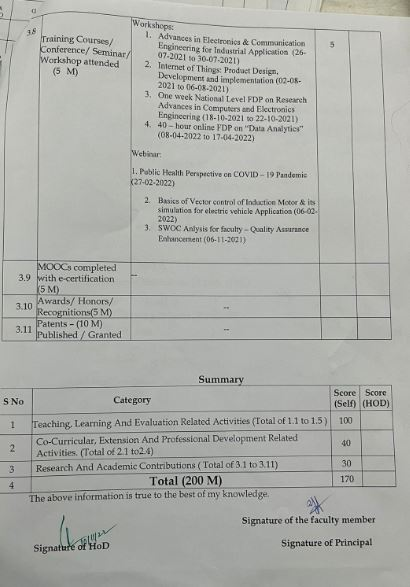 Workshops:
3.8 Training Courses/ Conference/ Seminar/ Workshop attended (5 M)
1. Advances in Electronics & Communication
Engineering for Industrial Application (26-
07-2021 to 30-07-2021)
2. Internet of Things: Product Design,
Development and implementation (02-08-
2021 to 06-08-2021)
3. One week National Level FDP on Research
Advances in Computers and Electronics
Engineering (18-10-2021 to 22-10-2021)
4. 40 – hour online FDP on "Data Analytics"
(08-04-2022 to 17-04-2022)
5
Webinar:
1. Public Health Perspective on COVID – 19 Pandemic
(27-02-2022)
2. Basics of Vector control of Induction Motor & its
simulation for electric vehicle Application (06-02-
2022)
3. SWOC Anlysis for faculty – Quality Assurance
Enhancement (06-11-2021)
3.9 MOOCs completed with e-certification (5 M) --
3.10 Awards/ Honors/ Recognitions(5 M) --
3.11 Patents – (10 M) Published / Granted --
Summary
S No Category Score (Self) Score (HOD)
1 Teaching, Learning And Evaluation Related Activities (Total of 1.1 to 1.5 ) 100
2 Co-Curricular, Extension And Professional Development Related
Activities. (Total of 2.1 to2.4) 40
3 Research And Academic Contributions ( Total of 3.1 to 3.11) 30
4 Total (200 M) 170
The above information is true to the best of my knowledge.
Signature of the faculty member
Signature of HoD
Signature of Principal